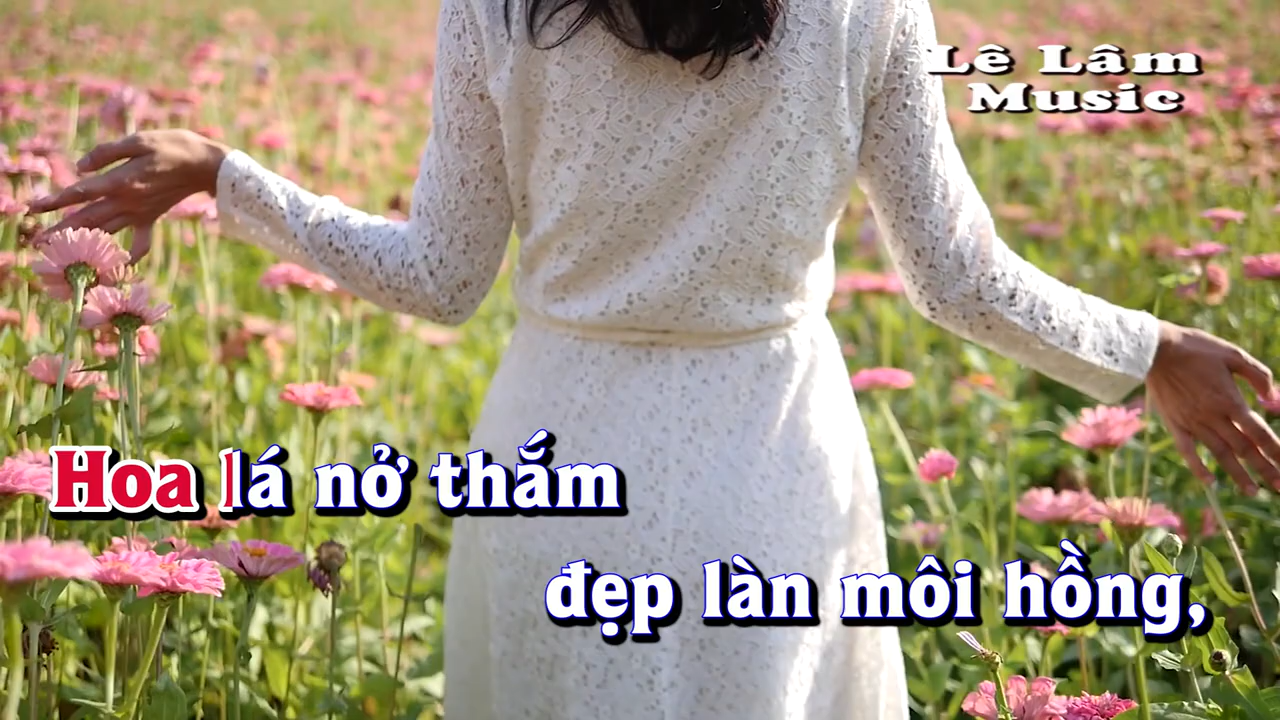 Lê Lâm
Music
Hoa lá nở thắm
đẹp làn môi hồng,